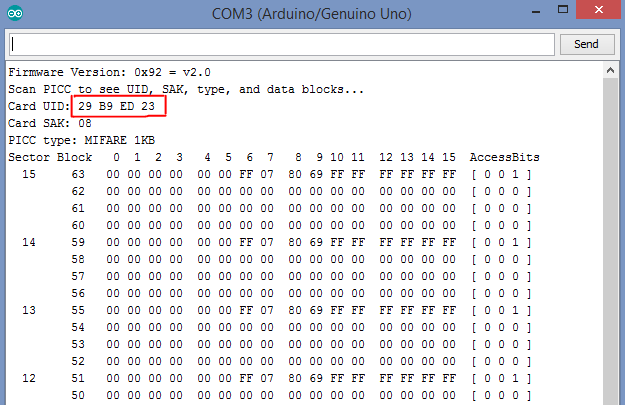 COM3 (Arduino/Genuino Uno)
Send
Firmware Version: 0x92 = v2.0
Scan PICC to see UID, SAK, type, and data blocks...
Card UID: 29 B9 ED 23
Card SAK: 08
PICC type: MIFARE 1KB
Sector Block 0 1 2 3 4 5 6 7 8 9 10 11 12 13 14 15 AccessBits
15 63 00 00 00 00 00 00 FF 07 80 69 FF FF FF FF FF FF [ 0 0 1 ]
62 00 00 00 00 00 00 00 00 00 00 00 00 00 00 00 00 [ 0 0 0 ]
61 00 00 00 00 00 00 00 00 00 00 00 00 00 00 00 00 [ 0 0 0 ]
60 00 00 00 00 00 00 00 00 00 00 00 00 00 00 00 00 [ 0 0 0 ]
14 59 00 00 00 00 00 00 FF 07 80 69 FF FF FF FF FF FF [ 0 0 1 ]
58 00 00 00 00 00 00 00 00 00 00 00 00 00 00 00 00 [ 0 0 0 ]
57 00 00 00 00 00 00 00 00 00 00 00 00 00 00 00 00 [ 0 0 0 ]
56 00 00 00 00 00 00 00 00 00 00 00 00 00 00 00 00 [ 0 0 0 ]
13 55 00 00 00 00 00 00 FF 07 80 69 FF FF FF FF FF FF [ 0 0 1 ]
54 00 00 00 00 00 00 00 00 00 00 00 00 00 00 00 00 [ 0 0 0 ]
53 00 00 00 00 00 00 00 00 00 00 00 00 00 00 00 00 [ 0 0 0 ]
52 00 00 00 00 00 00 00 00 00 00 00 00 00 00 00 00 [ 0 0 0 ]
12 51 00 00 00 00 00 00 FF 07 80 69 FF FF FF FF FF FF [ 0 0 1 ]
50 00 00 00 00 00 00 00 00 00 00 00 00 00 00 00 00 [ 0 0 0 ]